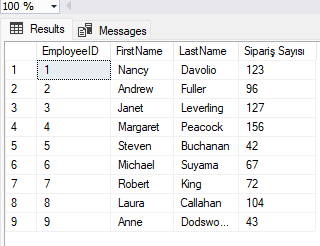 100 %
Results Messages
EmployeeID FirstName LastName Sipariş Sayısı
1 1 Nancy Davolio 123
2 2 Andrew Fuller 96
3 3 Janet Leverling 127
4 4 Margaret Peacock 156
5 5 Steven Buchanan 42
6 6 Michael Suyama 67
7 7 Robert King 72
8 8 Laura Callahan 104
9 9 Anne Dodswo... 43